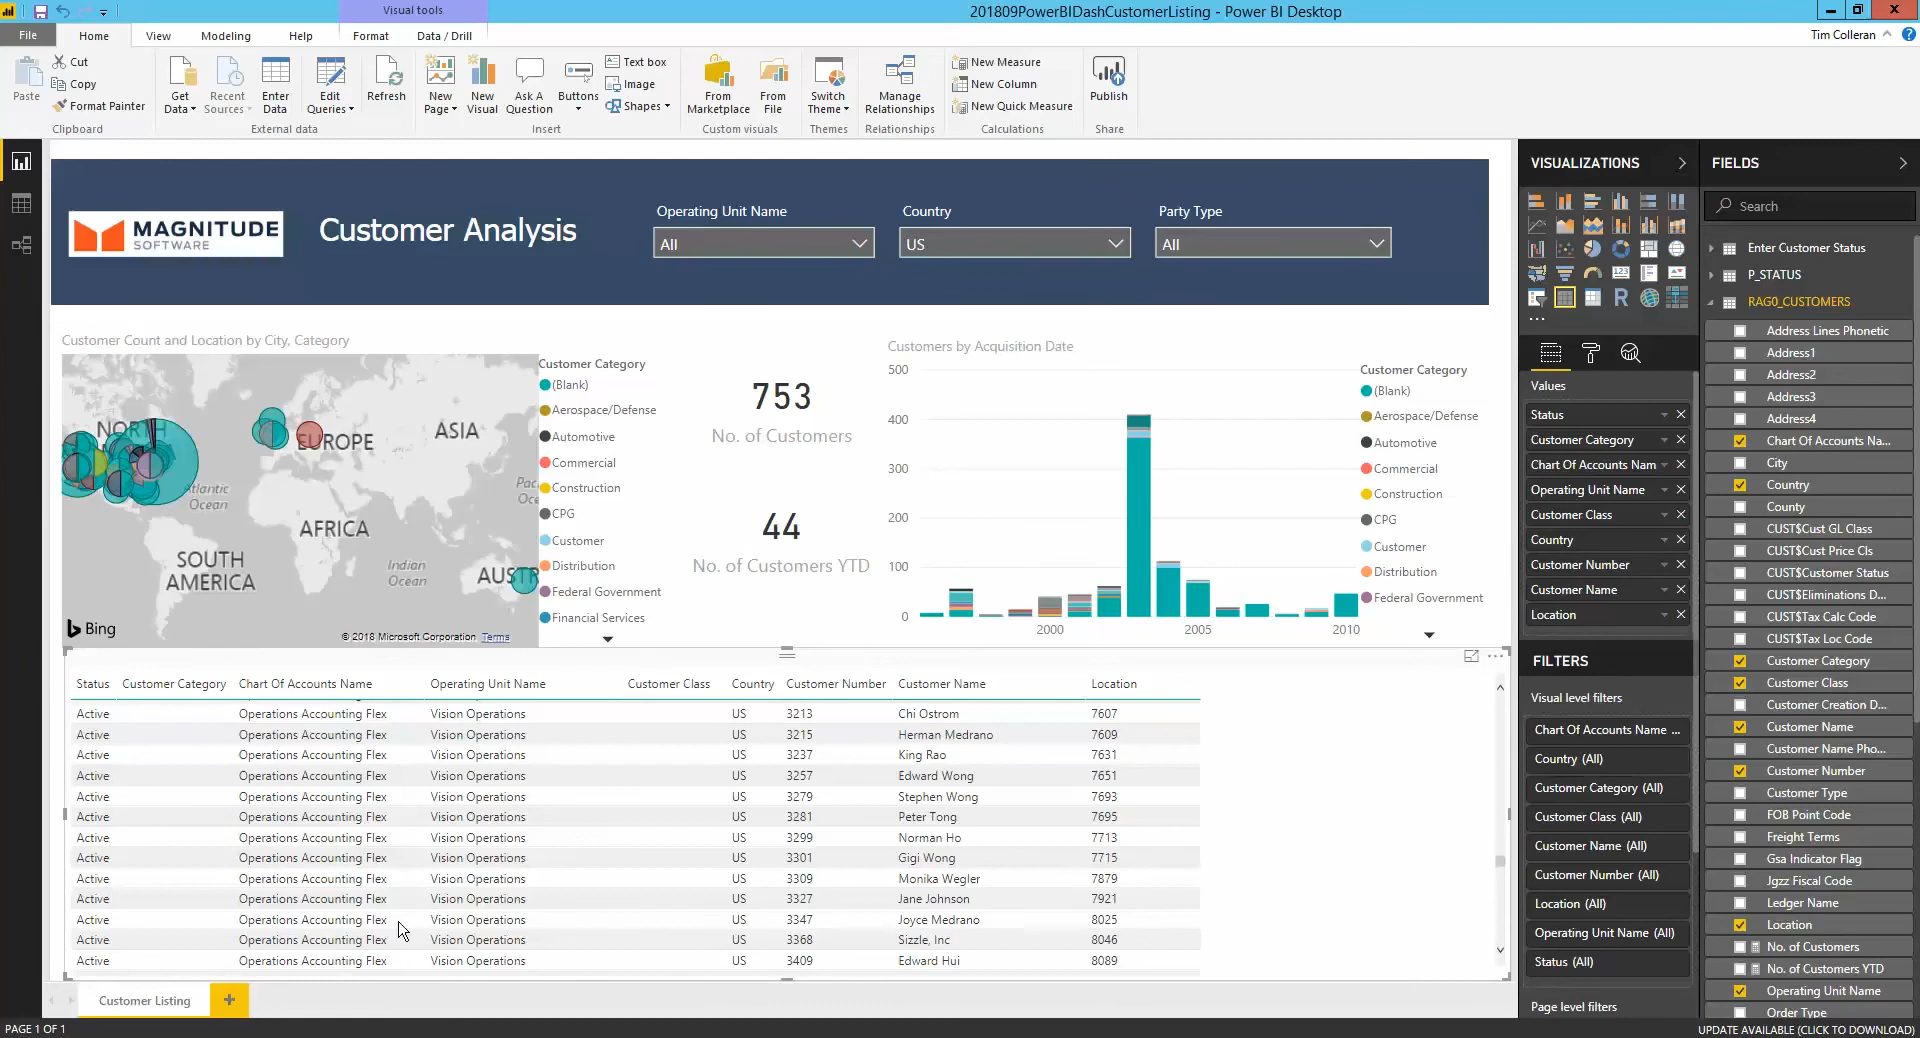 Visual tools
201809PowerBIDashCustomerListing - Power BI Desktop
File
Home
View
Modeling
Help
Format
Data / Drill
Tim Colleran
Paste
Cut
Copy
Format Painter
Clipboard
Get Data
Recent Sources
Enter Data
Edit Queries
Refresh
External data
New Page
New Visual
Ask A Question
Buttons
Text box
Image
Shapes
Insert
From Marketplace
From File
Custom visuals
Switch Theme
Themes
Manage Relationships
Relationships
New Measure
New Column
New Quick Measure
Calculations
Publish
Share
MAGNITUDE
SOFTWARE
Customer Analysis
Operating Unit Name
All
Country
US
Party Type
All
Customer Count and Location by City, Category
NORTH
EUROPE
ASIA
Atlantic Ocean
AFRICA
SOUTH AMERICA
Indian Ocean
Bing
© 2018 Microsoft Corporation Terms
Customer Category
(Blank)
Aerospace/Defense
Automotive
Commercial
Construction
CPG
Customer
Distribution
Federal Government
Financial Services
753
No. of Customers
44
No. of Customers YTD
Customers by Acquisition Date
500
400
300
200
100
0
2000
2005
2010
Customer Category
(Blank)
Aerospace/Defense
Automotive
Commercial
Construction
CPG
Customer
Distribution
Federal Government
Status Customer Category Chart Of Accounts Name Operating Unit Name Customer Class Country Customer Number Customer Name Location
Active Operations Accounting Flex Vision Operations US 3213 Chi Ostrom 7607
Active Operations Accounting Flex Vision Operations US 3215 Herman Medrano 7609
Active Operations Accounting Flex Vision Operations US 3237 King Rao 7631
Active Operations Accounting Flex Vision Operations US 3257 Edward Wong 7651
Active Operations Accounting Flex Vision Operations US 3279 Stephen Wong 7693
Active Operations Accounting Flex Vision Operations US 3281 Peter Tong 7695
Active Operations Accounting Flex Vision Operations US 3299 Norman Ho 7713
Active Operations Accounting Flex Vision Operations US 3301 Gigi Wong 7715
Active Operations Accounting Flex Vision Operations US 3309 Monika Wegler 7879
Active Operations Accounting Flex Vision Operations US 3327 Jane Johnson 7921
Active Operations Accounting Flex Vision Operations US 3347 Joyce Medrano 8025
Active Operations Accounting Flex Vision Operations US 3368 Sizzle, Inc 8046
Active Operations Accounting Flex Vision Operations US 3409 Edward Hui 8089
Customer Listing
PAGE 1 OF 1
VISUALIZATIONS
Values
Status
Customer Category
Chart Of Accounts Nam
Operating Unit Name
Customer Class
Country
Customer Number
Customer Name
Location
FILTERS
Visual level filters
Chart Of Accounts Name ...
Country (All)
Customer Category (All)
Customer Class (All)
Customer Name (All)
Customer Number (All)
Location (All)
Operating Unit Name (All)
Status (All)
Page level filters
FIELDS
Search
Enter Customer Status
P_STATUS
RAG0_CUSTOMERS
Address Lines Phonetic
Address1
Address2
Address3
Address4
Chart Of Accounts Na...
City
Country
County
CUST$Cust GL Class
CUST$Cust Price Cls
CUST$Customer Status
CUST$Eliminations D...
CUST$Tax Calc Code
CUST$Tax Loc Code
Customer Category
Customer Class
Customer Creation D...
Customer Name
Customer Name Pho...
Customer Number
Customer Type
FOB Point Code
Freight Terms
Gsa Indicator Flag
Jgzz Fiscal Code
Ledger Name
Location
No. of Customers
No. of Customers YTD
Operating Unit Name
Order Type
UPDATE AVAILABLE (CLICK TO DOWNLOAD)